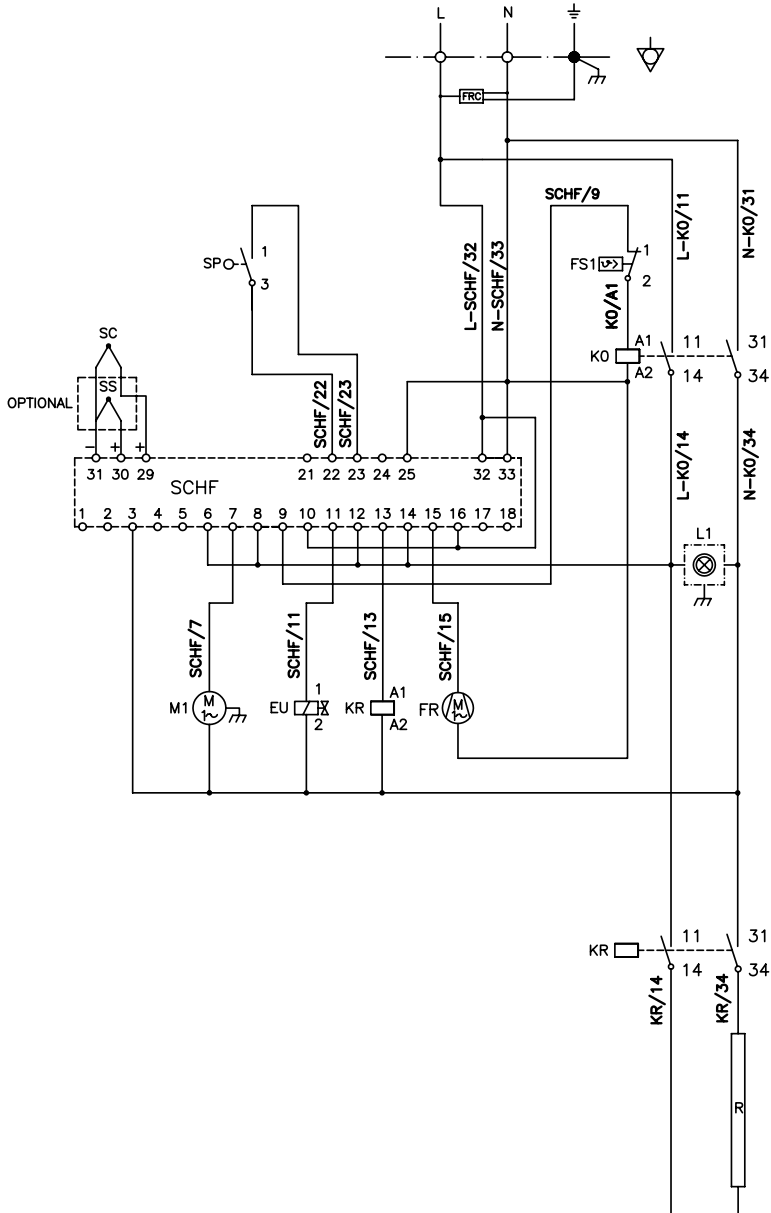 L N
FRC
SCHF/9
L-K0/11
N-K0/31
SP
1
3
L-SCHF/32
N-SCHF/33
FS1
1
2
K0/A1
SC
SS
OPTIONAL
K0
A1
A2
11
14
31
34
SCHF/22
SCHF/23
L-K0/14
N-K0/34
- + +
31 30 29 21 22 23 24 25 32 33
SCHF
1 2 3 4 5 6 7 8 9 10 11 12 13 14 15 16 17 18
L1
SCHF/7
SCHF/11
SCHF/13
SCHF/15
M1
M
1~
EU
1
2
KR
A1
A2
FR
M
1~
KR
11
14
31
34
KR/14
KR/34
R